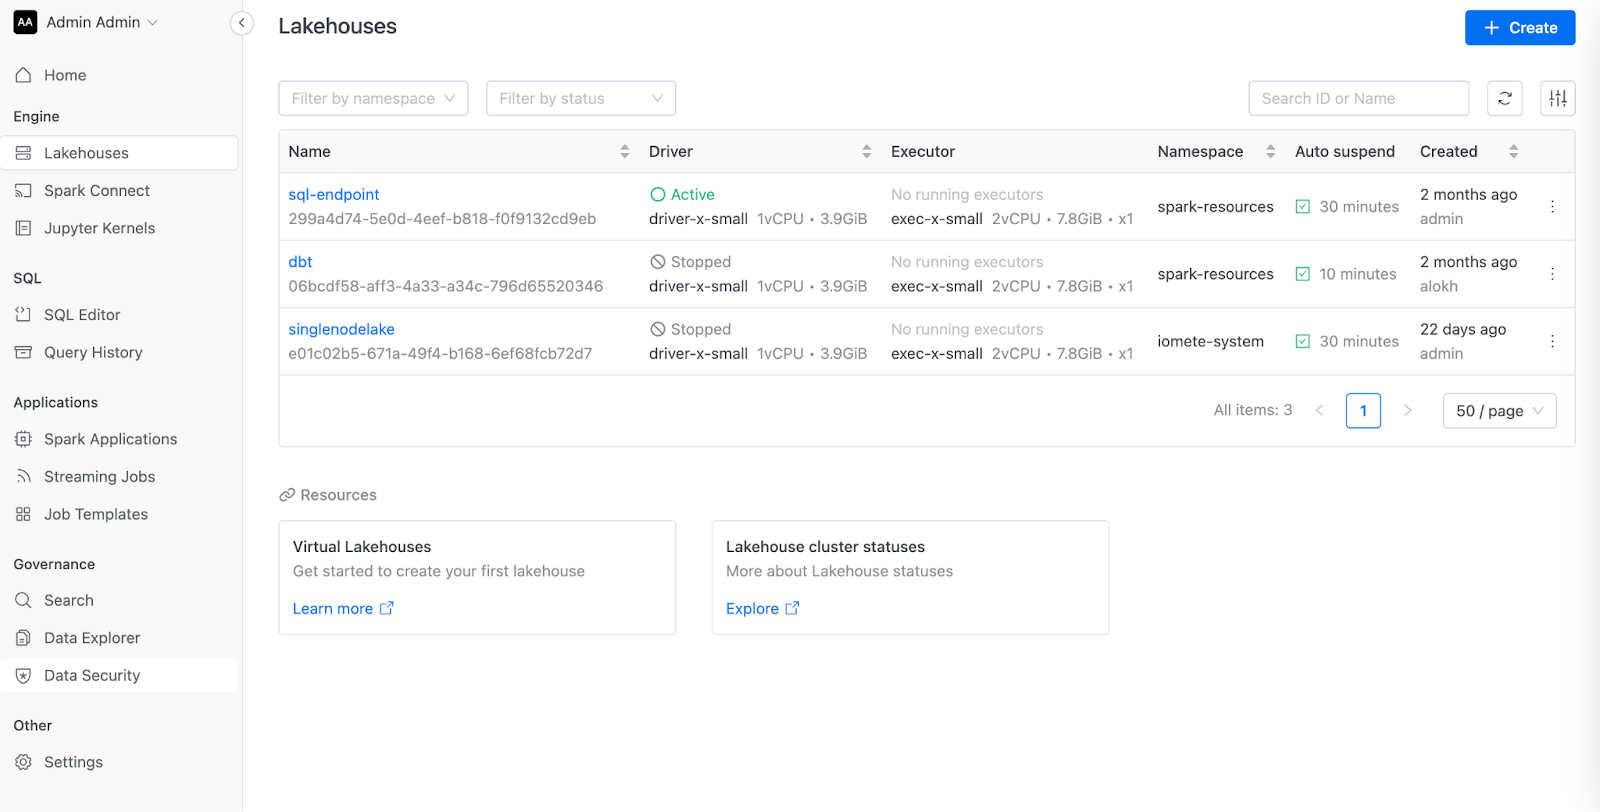 AA Admin Admin
Home
Engine
Lakehouses
Spark Connect
Jupyter Kernels
SQL
SQL Editor
Query History
Applications
Spark Applications
Streaming Jobs
Job Templates
Governance
Search
Data Explorer
Data Security
Other
Settings
Lakehouses
+ Create
Filter by namespace
Filter by status
Search ID or Name
Name Driver Executor Namespace Auto suspend Created
sql-endpoint Active No running executors 2 months ago
299a4d74-5e0d-4eef-b818-f0f9132cd9eb driver-x-small 1vCPU • 3.9GiB exec-x-small 2vCPU • 7.8GiB • x1 spark-resources 30 minutes admin
dbt Stopped No running executors 2 months ago
06bcdf58-aff3-4a33-a34c-796d65520346 driver-x-small 1vCPU • 3.9GiB exec-x-small 2vCPU • 7.8GiB • x1 spark-resources 10 minutes alokh
singlenodelake Stopped No running executors 22 days ago
e01c02b5-671a-49f4-b168-6ef68fcb72d7 driver-x-small 1vCPU • 3.9GiB exec-x-small 2vCPU • 7.8GiB • x1 iomete-system 30 minutes admin
All items: 3 < 1 > 50 / page
Resources
Virtual Lakehouses
Get started to create your first lakehouse
Learn more
Lakehouse cluster statuses
More about Lakehouse statuses
Explore